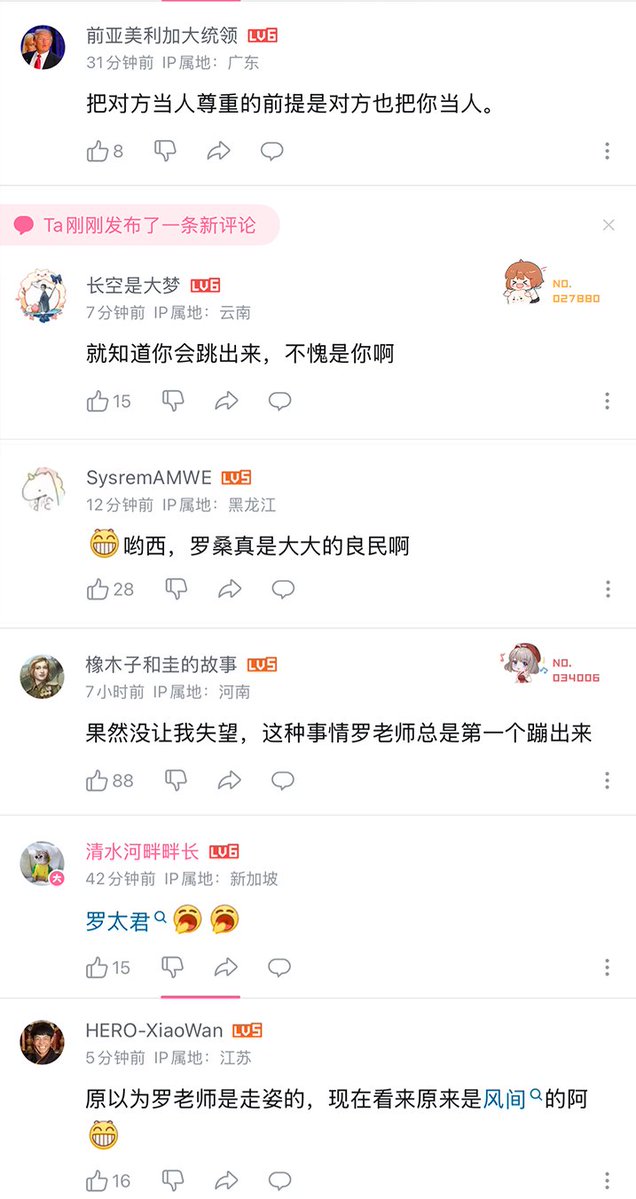 前亚美利加大统领 LV6
31分钟前 IP属地：广东
把对方当人尊重的前提是对方也把你当人。
8
Ta刚刚发布了一条新评论
长空是大梦 LV6
NO.
027880
7分钟前 IP属地：云南
就知道你会跳出来，不愧是你啊
15
SysremAMWE LV5
12分钟前 IP属地：黑龙江
哟西，罗桑真是大大的良民啊
28
橡木子和圭的故事 LV5
NO.
034006
7小时前 IP属地：河南
果然没让我失望，这种事情罗老师总是第一个蹦出来
88
清水河畔畔长 LV6
大
42分钟前 IP属地：新加坡
罗太君
15
HERO-XiaoWan LV5
5分钟前 IP属地：江苏
原以为罗老师是走姿的，现在看来原来是风间的阿
16